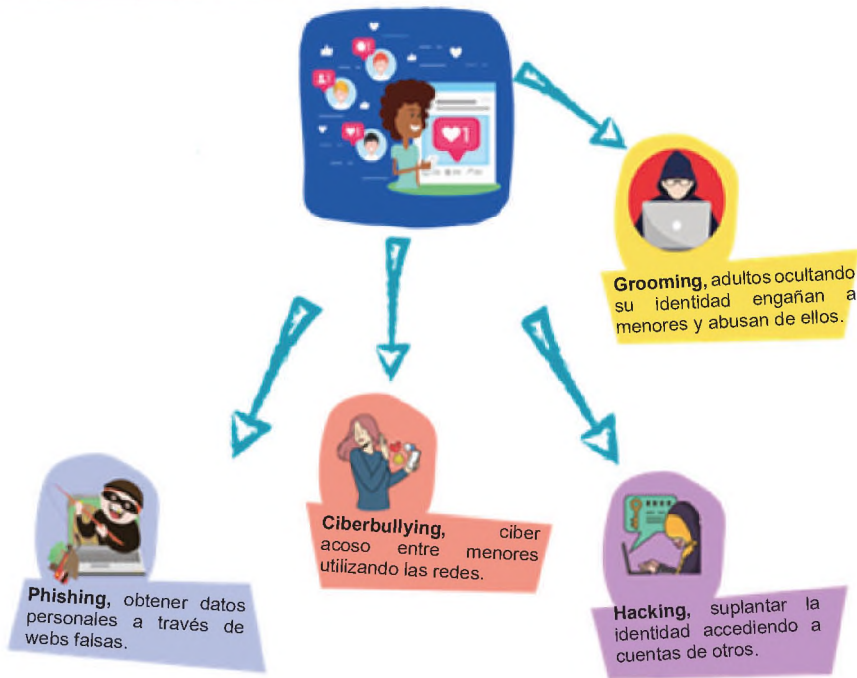 Grooming, adultos ocultando
su identidad engañan a
menores y abusan de ellos.
Ciberbullying, ciber
acoso entre menores
utilizando las redes.
Phishing, obtener datos
personales a través de
webs falsas.
Hacking, suplantar la
identidad accediendo a
cuentas de otros.
1